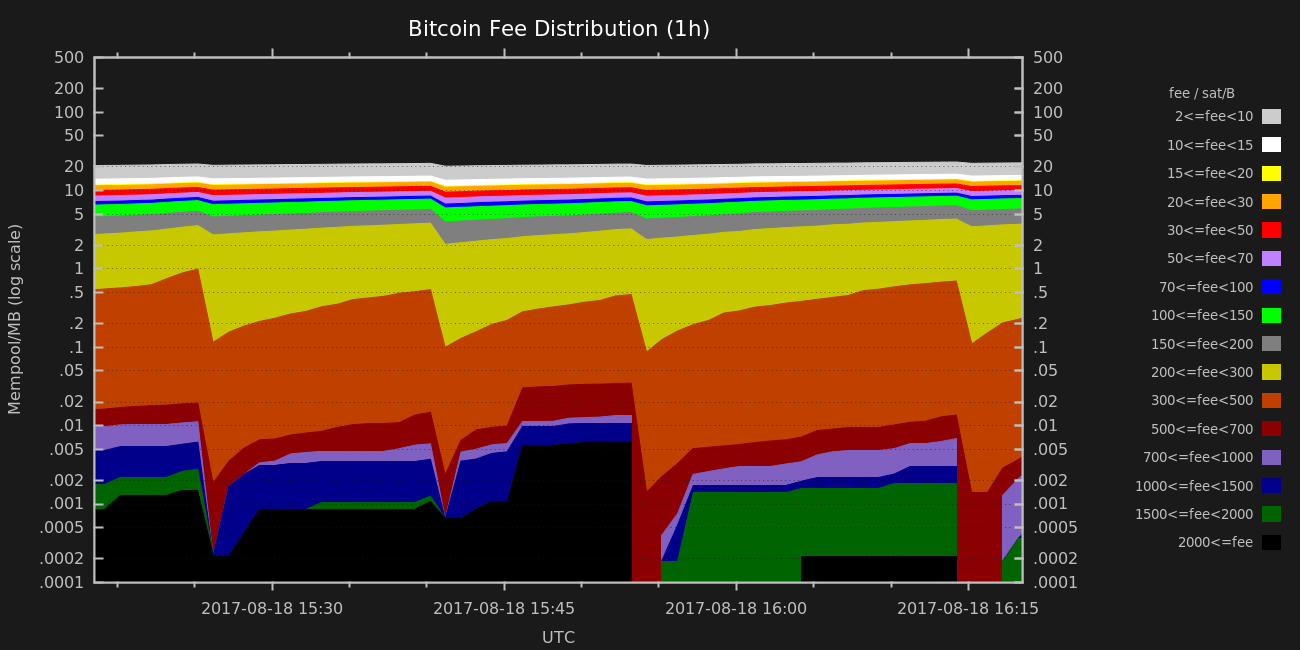 Bitcoin Fee Distribution (1h)
500 500
200 200
100 100
50 50
20 20
10 10
5 5
2 2
1 1
.5 .5
.2 .2
.1 .1
.05 .05
.02 .02
.01 .01
.005 .005
.002 .002
.001 .001
.0005 .0005
.0002 .0002
.0001 .0001
Mempool/MB (log scale)
2017-08-18 15:30 2017-08-18 15:45 2017-08-18 16:00 2017-08-18 16:15
UTC
fee / sat/B
2<=fee<10
10<=fee<15
15<=fee<20
20<=fee<30
30<=fee<50
50<=fee<70
70<=fee<100
100<=fee<150
150<=fee<200
200<=fee<300
300<=fee<500
500<=fee<700
700<=fee<1000
1000<=fee<1500
1500<=fee<2000
2000<=fee